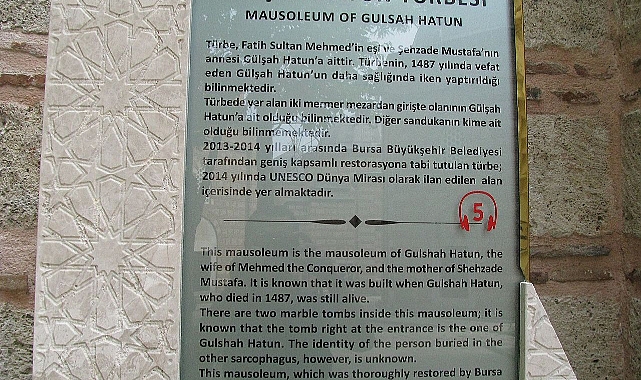 TÜRBESİ
MAUSOLEUM OF GULSAH HATUN
Türbe, Fatih Sultan Mehmed'in eşi ve Şehzade Mustafa'nın
annesi Gülşah Hatun'a aittir. Türbenin, 1487 yılında vefat
eden Gülşah Hatun'un daha sağlığında iken yaptırıldığı
bilinmektedir.
Türbede yer alan iki mermer mezardan girişte olanının Gülşah
Hatun'a ait olduğu bilinmektedir. Diğer sandukanın kime ait
olduğu bilinmemektedir.
2013-2014 yılları arasında Bursa Büyükşehir Belediyesi
tarafından geniş kapsamlı restorasyona tabi tutulan türbe;
2014 yılında UNESCO Dünya Mirası olarak ilan edilen alan
içerisinde yer almaktadır.
5
This mausoleum is the mausoleum of Gulshah Hatun, the
wife of Mehmed the Conqueror, and the mother of Shehzade
Mustafa. It is known that it was built when Gulshah Hatun,
who died in 1487, was still alive.
There are two marble tombs inside this mausoleum; it is
known that the tomb right at the entrance is the one of
Gulshah Hatun. The identity of the person buried in the
other sarcophagus, however, is unknown.
This mausoleum, which was thoroughly restored by Bursa